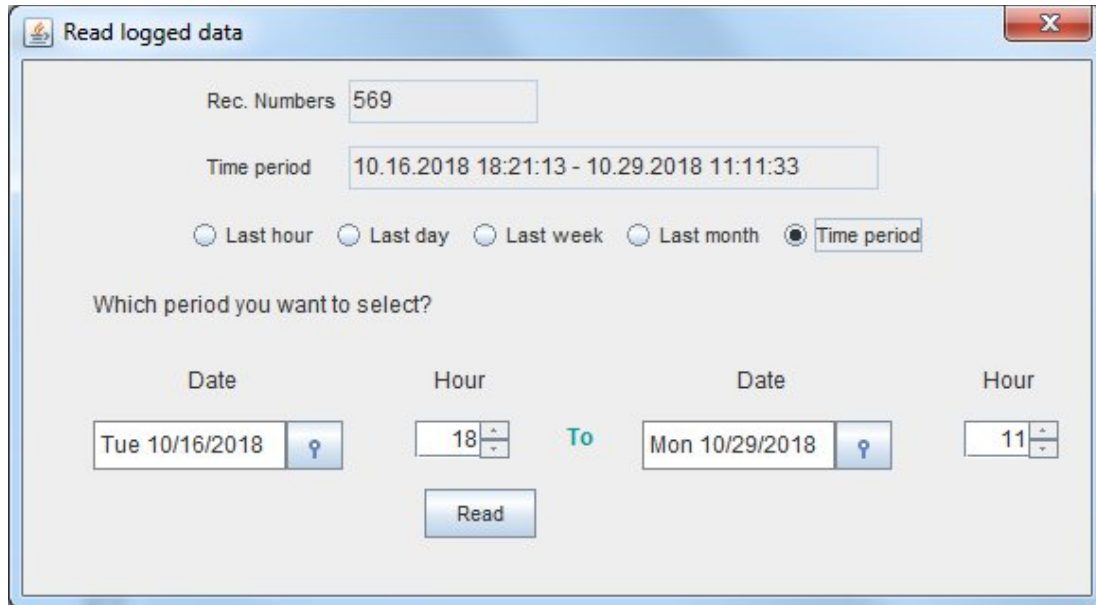 Read logged data
Rec. Numbers 569
Time period 10.16.2018 18:21:13 - 10.29.2018 11:11:33
Last hour Last day Last week Last month Time period
Which period you want to select?
Date Hour Date Hour
Tue 10/16/2018 18 To Mon 10/29/2018 11
Read